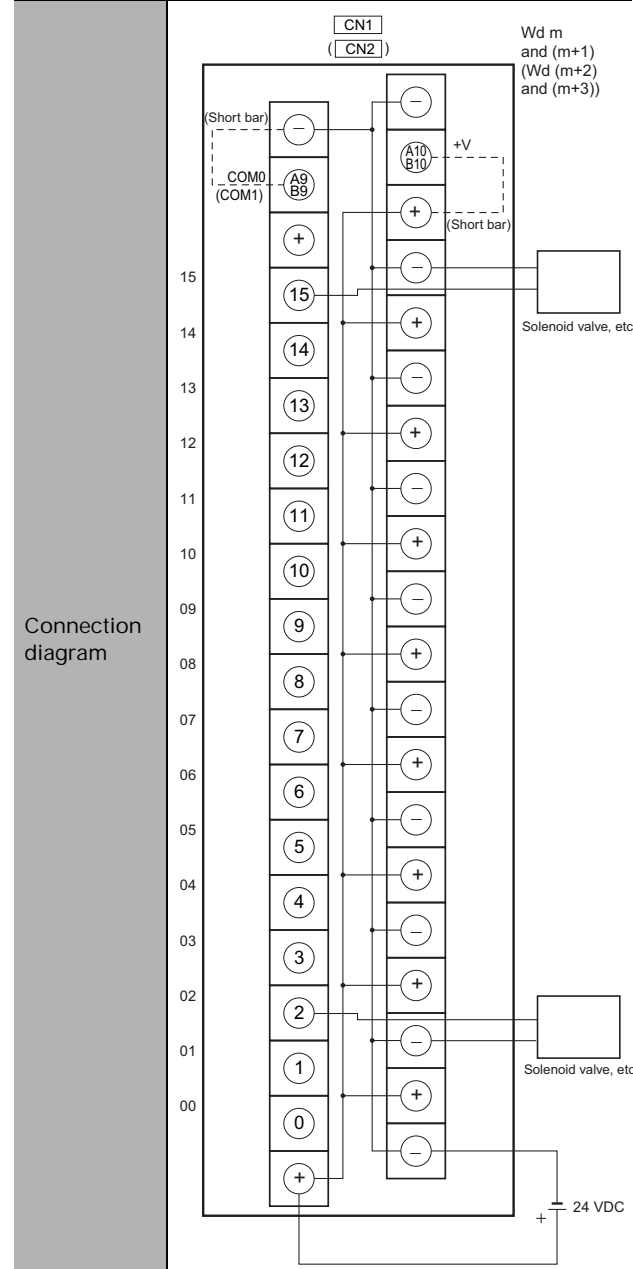 CN1
( CN2 )
Wd m
and (m+1)
(Wd (m+2)
and (m+3))
(Short bar)
−
−
COM0
(COM1)
A9
B9
A10
B10
+V
+
+
(Short bar)
15
15
−
Solenoid valve, etc
14
14
+
13
13
−
12
12
+
11
11
−
10
10
+
09
9
−
08
8
+
07
7
−
06
6
+
05
5
−
04
4
+
03
3
−
02
2
+
01
1
−
Solenoid valve, etc
00
0
+
+
−
+
24 VDC
Connection
diagram